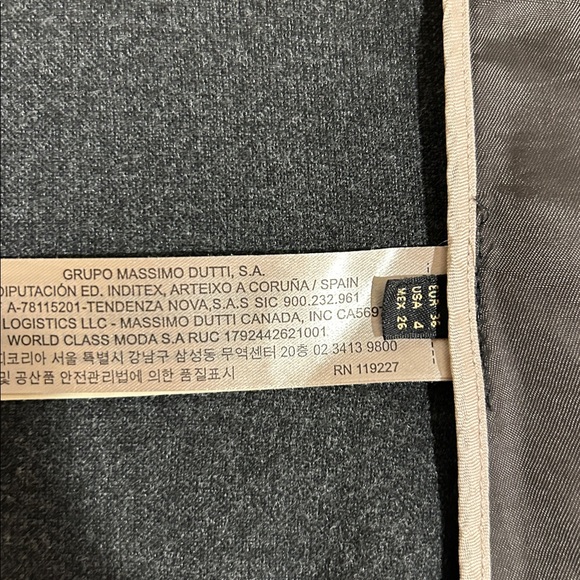 GRUPO MASSIMO DUTTI, S.A.
DIPUTACIÓN ED. INDITEX, ARTEIXO A CORUÑA / SPAIN
A-78115201-TENDENZA NOVA,S.A.S SIC 900.232.961
LOGISTICS LLC - MASSIMO DUTTI CANADA, INC CA569
WORLD CLASS MODA S.A RUC 1792442621001
서울 특별시 강남구 삼성동 무역센터 20층 02 3413 9800
및 공산품 안전관리법에 의한 품질표시
RN 119227
EUR 36
USA 4
MEX 26